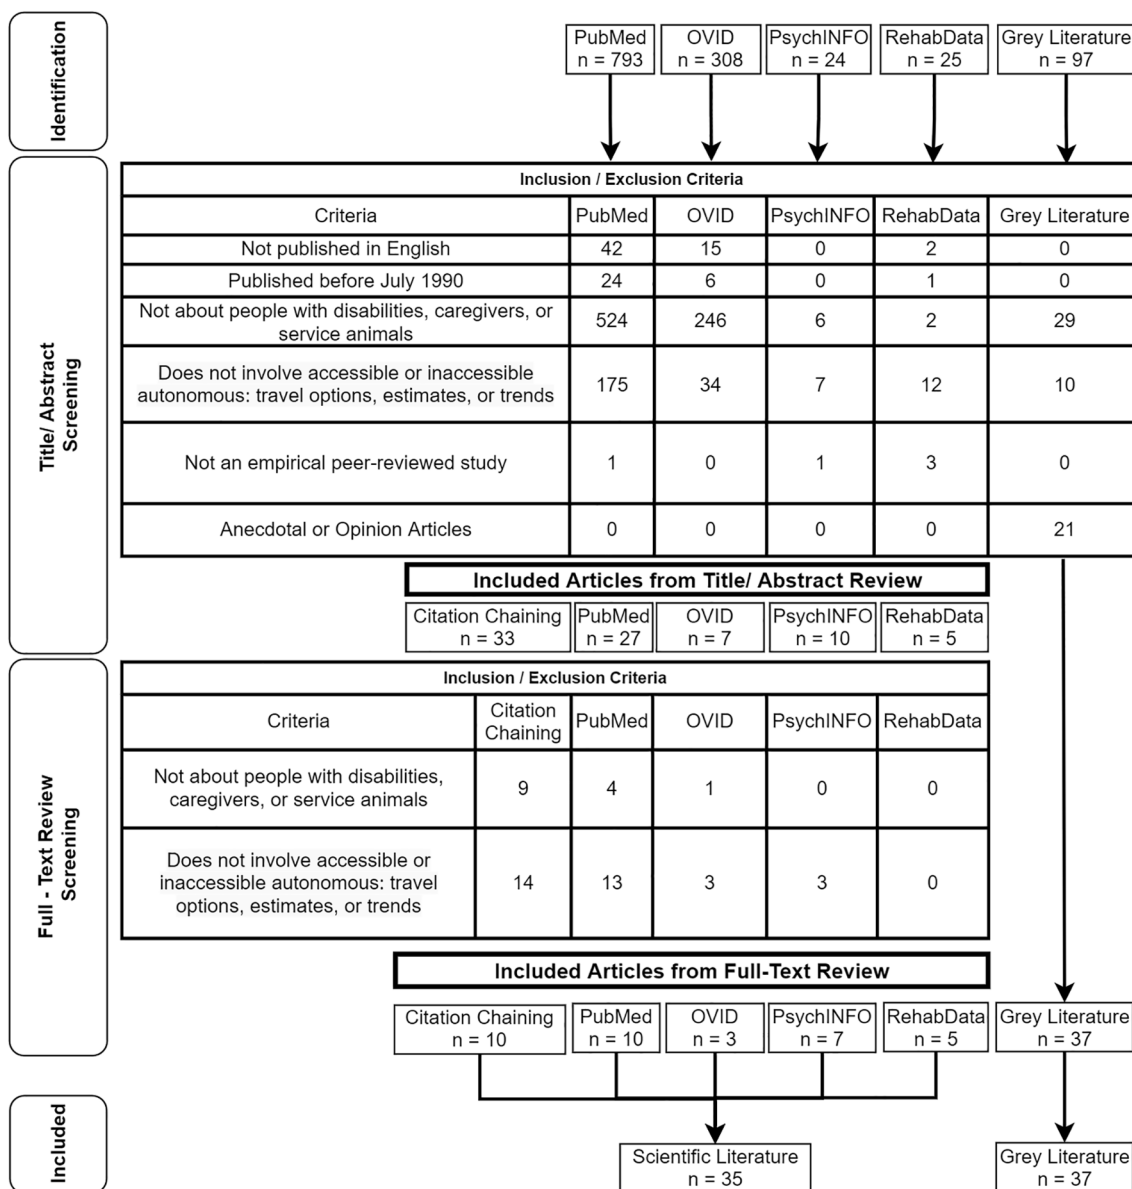 Identification
PubMed
n = 793
OVID
n = 308
PsychINFO
n = 24
RehabData
n = 25
Grey Literature
n = 97
Title/ Abstract
Screening
Inclusion / Exclusion Criteria
Criteria PubMed OVID PsychINFO RehabData Grey Literature
Not published in English 42 15 0 2 0
Published before July 1990 24 6 0 1 0
Not about people with disabilities, caregivers, or
service animals 524 246 6 2 29
Does not involve accessible or inaccessible
autonomous: travel options, estimates, or trends 175 34 7 12 10
Not an empirical peer-reviewed study 1 0 1 3 0
Anecdotal or Opinion Articles 0 0 0 0 21
Included Articles from Title/ Abstract Review
Citation Chaining
n = 33
PubMed
n = 27
OVID
n = 7
PsychINFO
n = 10
RehabData
n = 5
Full - Text Review
Screening
Inclusion / Exclusion Criteria
Criteria Citation
Chaining PubMed OVID PsychINFO RehabData
Not about people with disabilities,
caregivers, or service animals 9 4 1 0 0
Does not involve accessible or
inaccessible autonomous: travel
options, estimates, or trends 14 13 3 3 0
Included Articles from Full-Text Review
Citation Chaining
n = 10
PubMed
n = 10
OVID
n = 3
PsychINFO
n = 7
RehabData
n = 5
Grey Literature
n = 37
Included
Scientific Literature
n = 35
Grey Literature
n = 37